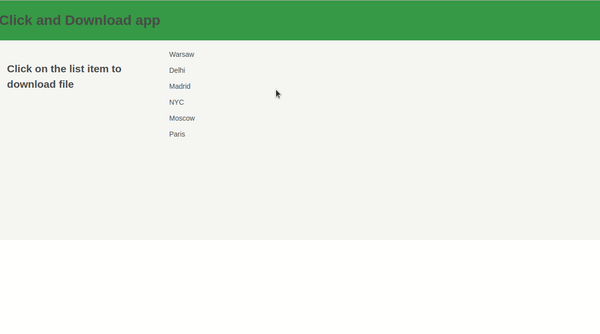 Click and Download app
Click on the list item to
download file
Warsaw
Delhi
Madrid
NYC
Moscow
Paris